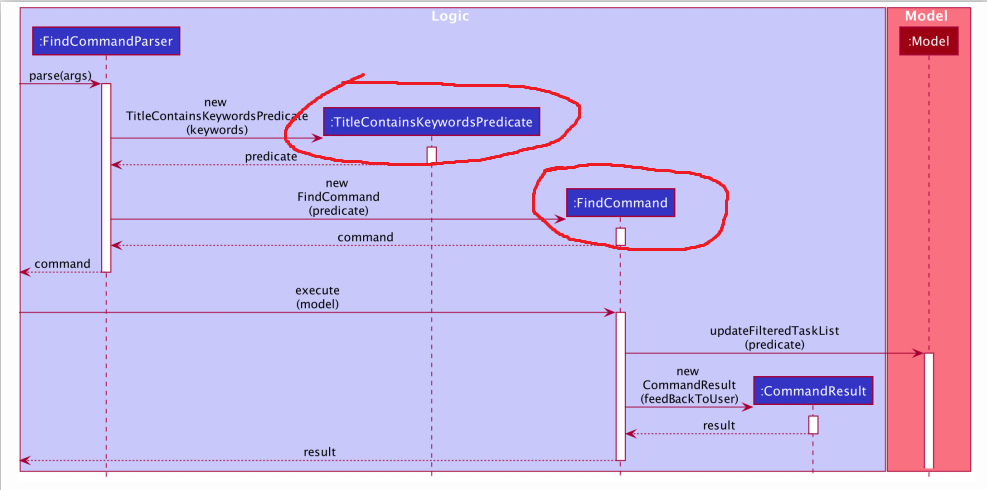 Logic
Model
:FindCommandParser
:Model
parse(args)
new
TitleContainsKeywordsPredicate
(keywords)
:TitleContainsKeywordsPredicate
predicate
new
FindCommand
(predicate)
:FindCommand
command
command
execute
(model)
updateFilteredTaskList
(predicate)
new
CommandResult
(feedBackToUser)
:CommandResult
result
result